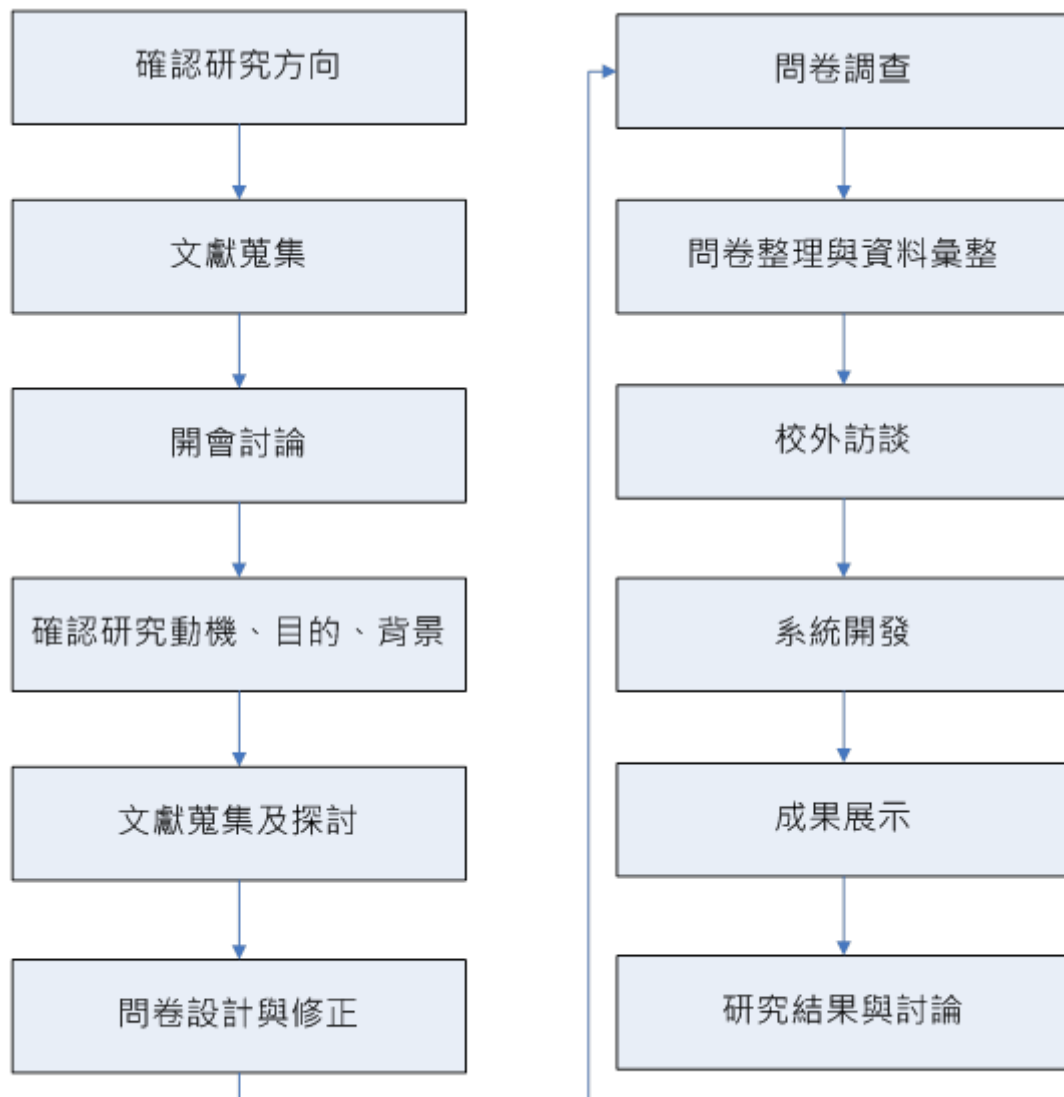 確認研究方向
文獻蒐集
開會討論
確認研究動機、目的、背景
文獻蒐集及探討
問卷設計與修正
問卷調查
問卷整理與資料彙整
校外訪談
系統開發
成果展示
研究結果與討論